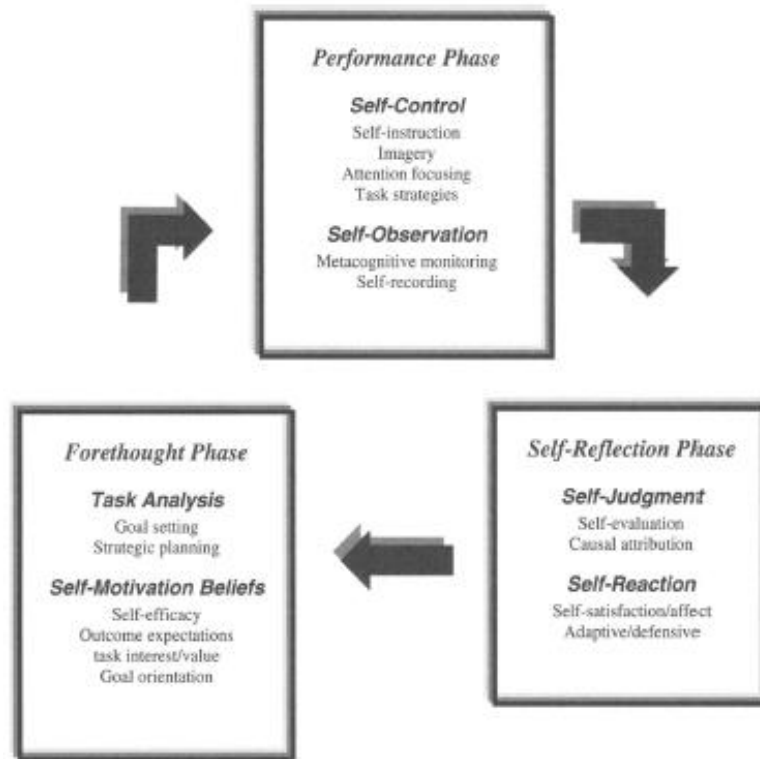 Performance Phase
Self-Control
Self-instruction
Imagery
Attention focusing
Task strategies
Self-Observation
Metacognitive monitoring
Self-recording
Forethought Phase
Task Analysis
Goal setting
Strategic planning
Self-Motivation Beliefs
Self-efficacy
Outcome expectations
task interest/value
Goal orientation
Self-Reflection Phase
Self-Judgment
Self-evaluation
Causal attribution
Self-Reaction
Self-satisfaction/affect
Adaptive/defensive